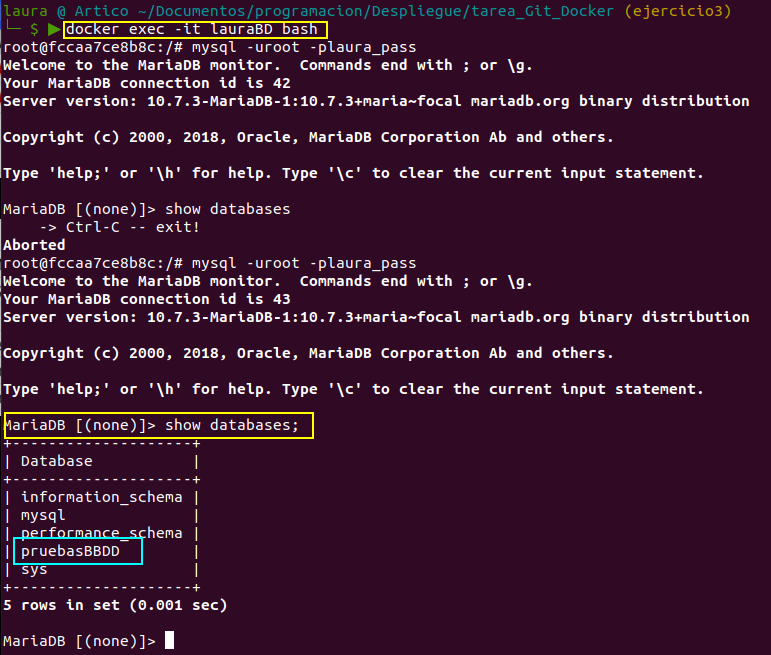 laura @ Artico ~/Documentos/programacion/Despliegue/tarea_Git_Docker (ejercicio3)
└─ $ ▶ docker exec -it lauraBD bash
root@fccaa7ce8b8c:/# mysql -uroot -plaura_pass
Welcome to the MariaDB monitor.  Commands end with ; or \g.
Your MariaDB connection id is 42
Server version: 10.7.3-MariaDB-1:10.7.3+maria~focal mariadb.org binary distribution
Copyright (c) 2000, 2018, Oracle, MariaDB Corporation Ab and others.
Type 'help;' or '\h' for help. Type '\c' to clear the current input statement.
MariaDB [(none)]> show databases
    -> Ctrl-C -- exit!
Aborted
root@fccaa7ce8b8c:/# mysql -uroot -plaura_pass
Welcome to the MariaDB monitor.  Commands end with ; or \g.
Your MariaDB connection id is 43
Server version: 10.7.3-MariaDB-1:10.7.3+maria~focal mariadb.org binary distribution
Copyright (c) 2000, 2018, Oracle, MariaDB Corporation Ab and others.
Type 'help;' or '\h' for help. Type '\c' to clear the current input statement.
MariaDB [(none)]> show databases;
+--------------------+
| Database           |
+--------------------+
| information_schema |
| mysql              |
| performance_schema |
| pruebasBBDD        |
| sys                |
+--------------------+
5 rows in set (0.001 sec)
MariaDB [(none)]>